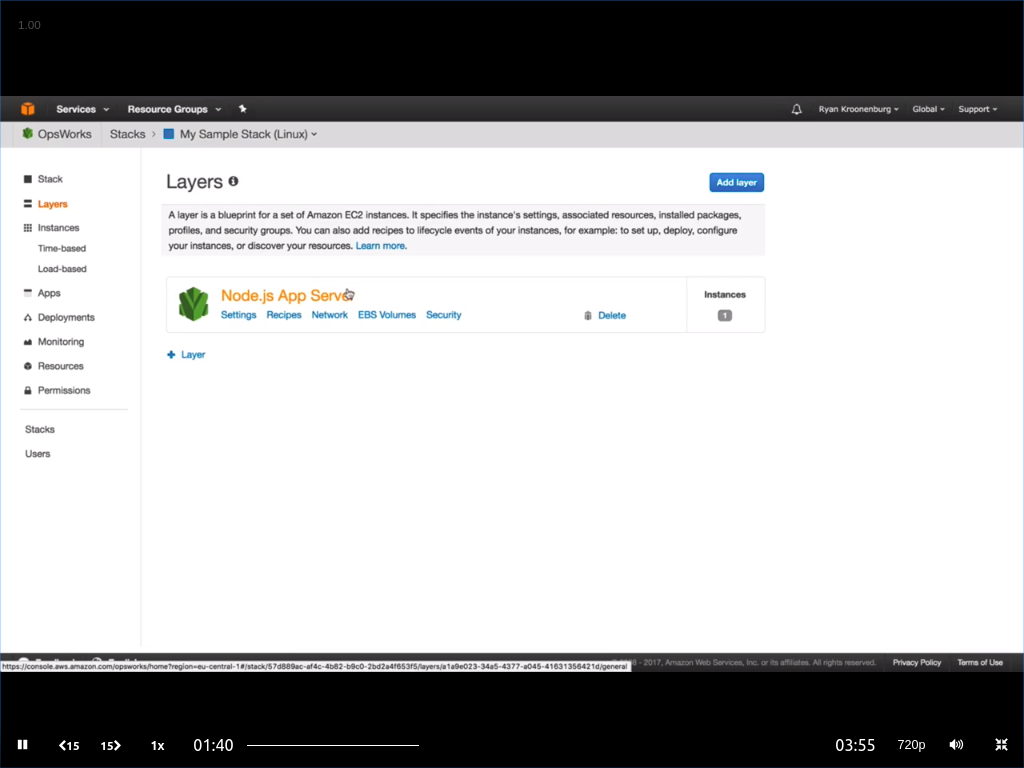 1.00
Services Resource Groups Ryan Kroonenburg Global Support
OpsWorks Stacks My Sample Stack (Linux)
Stack
Layers
Instances
Time-based
Load-based
Apps
Deployments
Monitoring
Resources
Permissions
Stacks
Users
Layers
Add layer
A layer is a blueprint for a set of Amazon EC2 instances. It specifies the instance's settings, associated resources, installed packages,
profiles, and security groups. You can also add recipes to lifecycle events of your instances, for example: to set up, deploy, configure
your instances, or discover your resources. Learn more.
Node.js App Server
Settings Recipes Network EBS Volumes Security Delete
Instances
1
Layer
https://console.aws.amazon.com/opsworks/home?region=eu-central-1#/stack/57d889ac-af4c-4b82-b9c0-2bd2a4f653f5/layers/a1a9e023-34a5-4377-a045-41631356421d/general
- 2017, Amazon Web Services, Inc. or its affiliates. All rights reserved. Privacy Policy Terms of Use
15 15 1x 01:40 03:55 720p